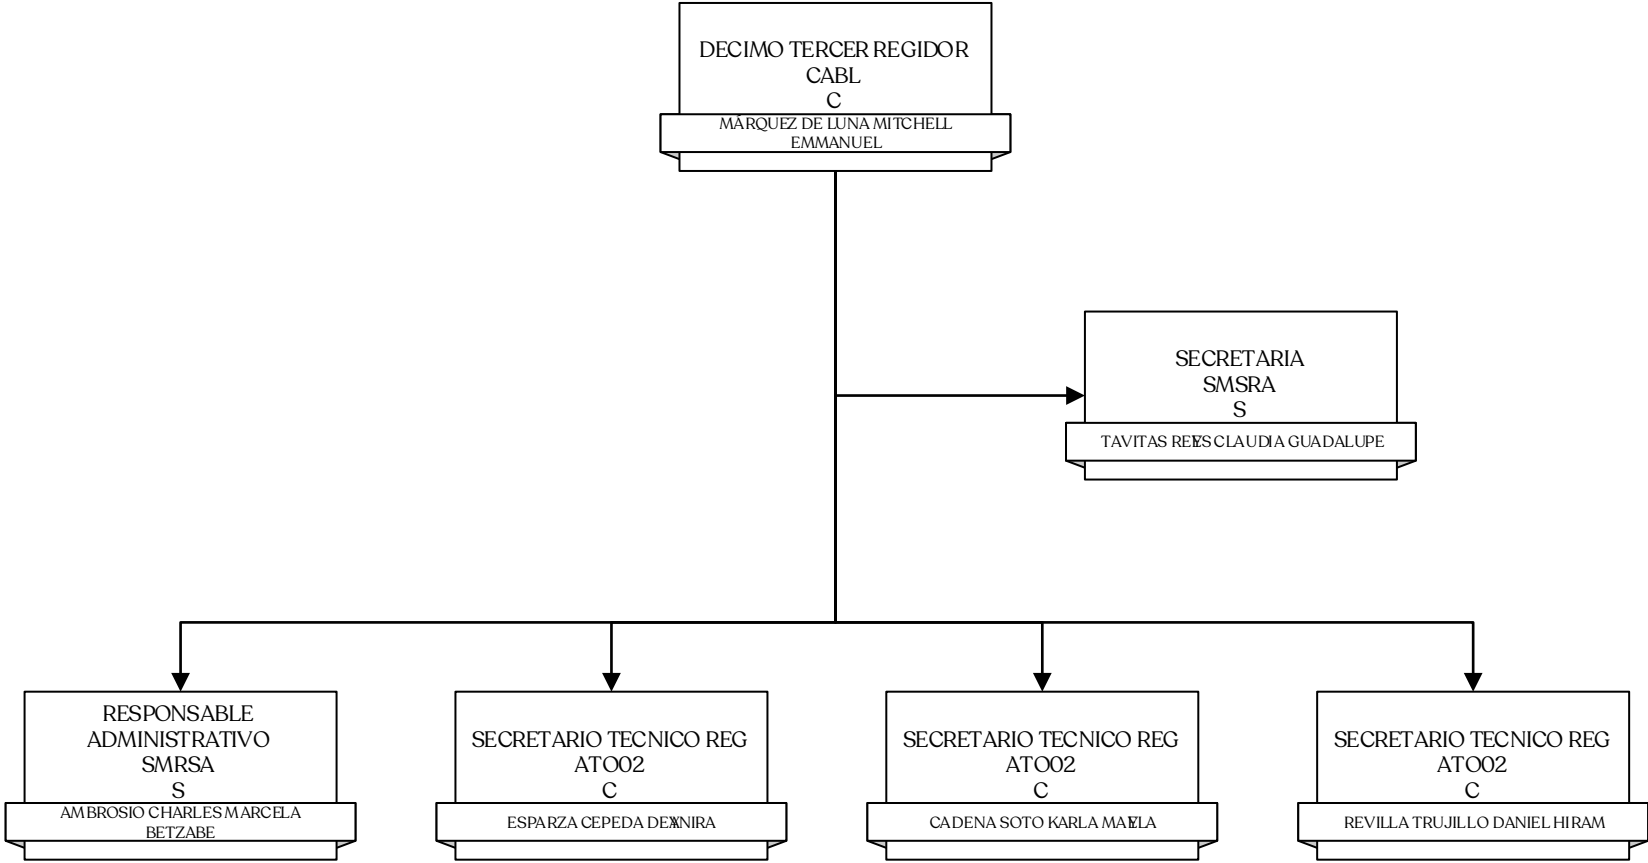 DECIMO TERCER REGIDOR
CABL
C
MÁRQUEZ DE LUNA MITCHELL
EMMANUEL
SECRETARIA
SMSRA
S
TAVITAS REYES CLAUDIA GUADALUPE
RESPONSABLE
ADMINISTRATIVO
SMRSA
S
AMBROSIO CHARLES MARCELA
BETZABE
SECRETARIO TECNICO REG
ATO02
C
ESPARZA CEPEDA DEYANIRA
SECRETARIO TECNICO REG
ATO02
C
CADENA SOTO KARLA MAYELA
SECRETARIO TECNICO REG
ATO02
C
REVILLA TRUJILLO DANIEL HIRAM